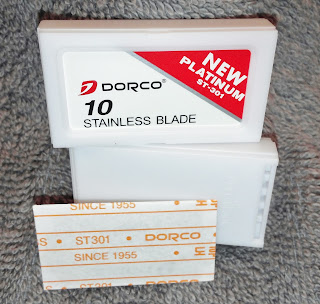 DORCO®
10
STAINLESS BLADE
NEW
PLATINUM
ST-301
SINCE 1955
ST301 • DORCO •
SINCE 1955